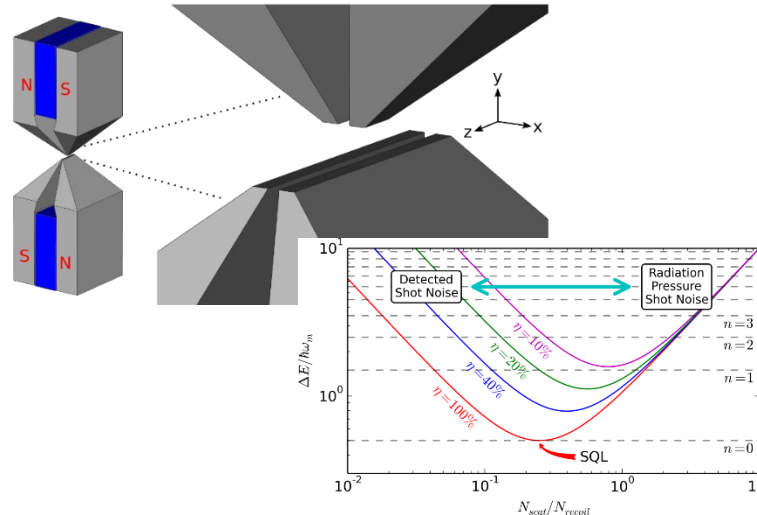 N
S
S
N
y
z
x
10¹
10⁰
ΔE/ℏω_m
Detected
Shot Noise
Radiation
Pressure
Shot Noise
η=10%
η=20%
η=40%
η=100%
n=3
n=2
n=1
n=0
SQL
10⁻²
10⁻¹
10⁰
N_scat/N_recoil